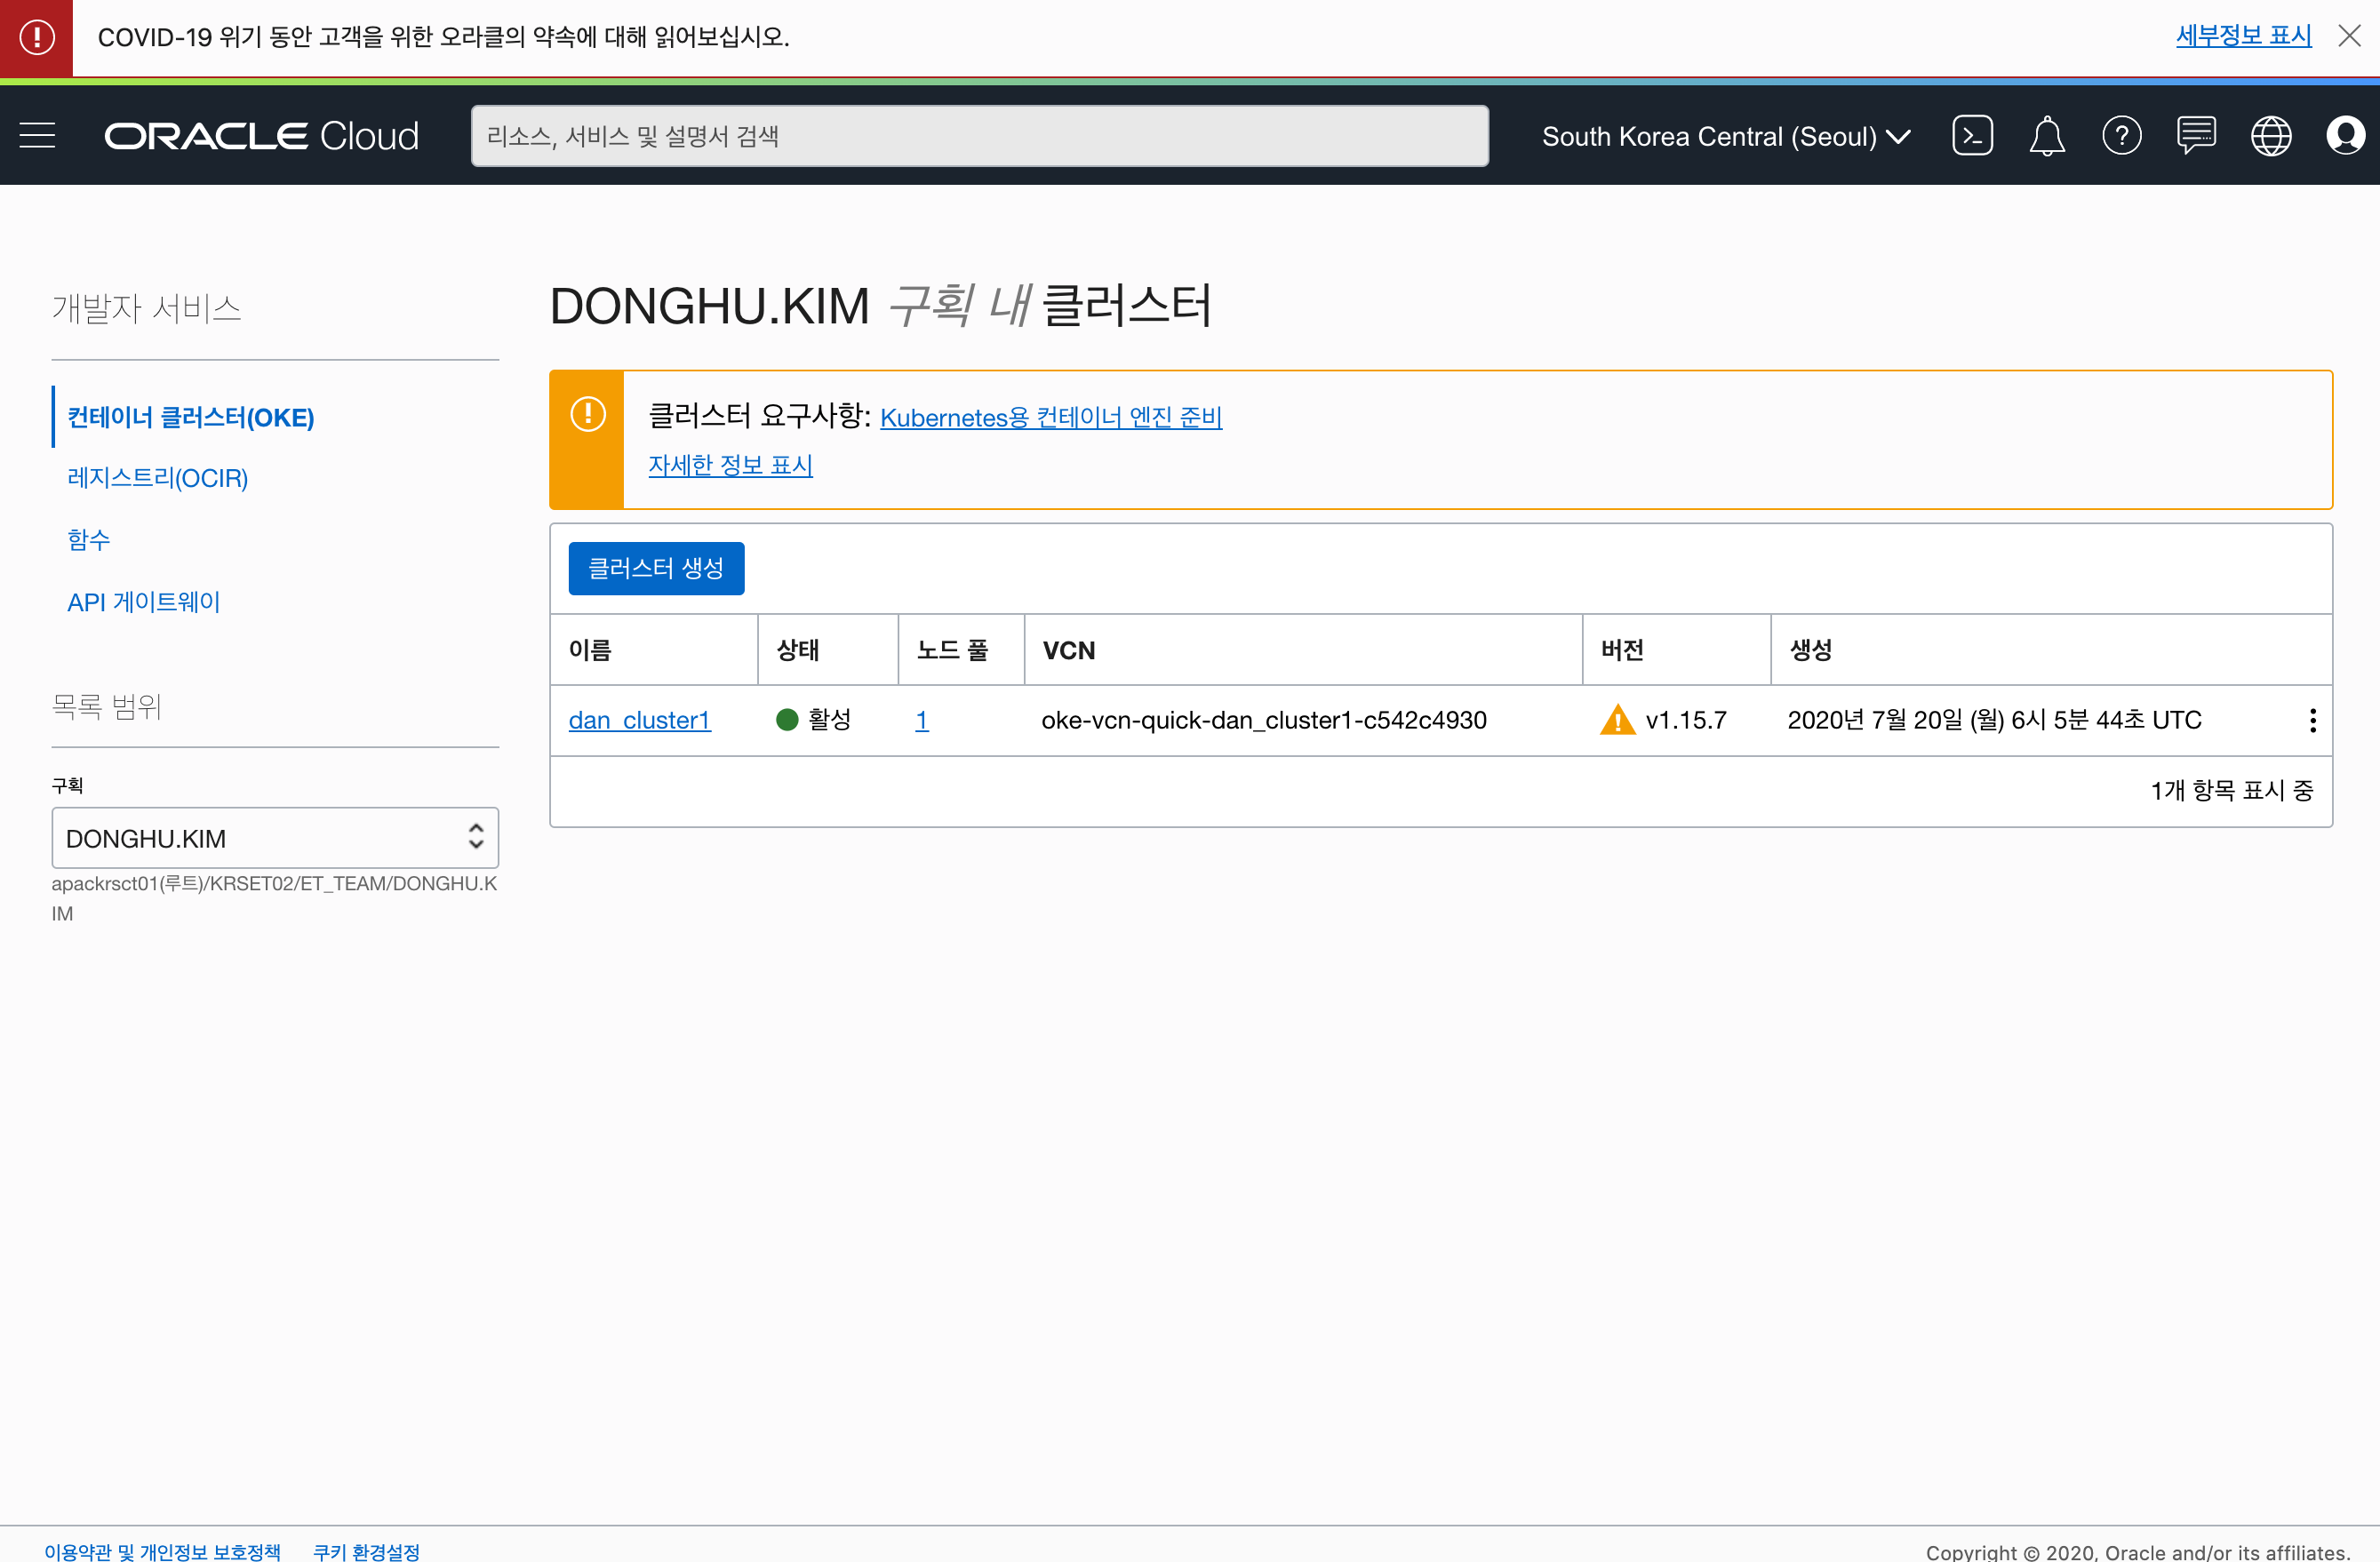 COVID-19 위기 동안 고객을 위한 오라클의 약속에 대해 읽어보십시오.
세부정보 표시
ORACLE Cloud
리소스, 서비스 및 설명서 검색
South Korea Central (Seoul)
개발자 서비스
컨테이너 클러스터(OKE)
레지스트리(OCIR)
함수
API 게이트웨이
목록 범위
구획
DONGHU.KIM
apackrsct01(루트)/KRSET02/ET_TEAM/DONGHU.K
IM
DONGHU.KIM 구획 내 클러스터
클러스터 요구사항: Kubernetes용 컨테이너 엔진 준비
자세한 정보 표시
클러스터 생성
이름 상태 노드 풀 VCN 버전 생성
dan_cluster1 활성 1 oke-vcn-quick-dan_cluster1-c542c4930 v1.15.7 2020년 7월 20일 (월) 6시 5분 44초 UTC
1개 항목 표시 중
이용약관 및 개인정보 보호정책 쿠키 환경설정
Copyright © 2020, Oracle and/or its affiliates.